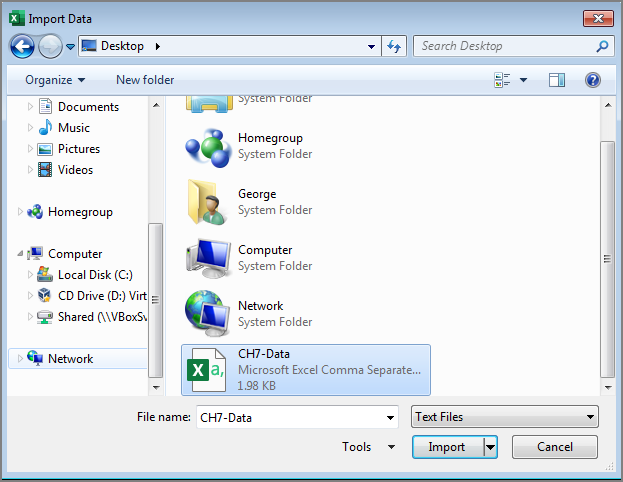 Import Data
Desktop
Search Desktop
Organize
New folder
Documents
Music
Pictures
Videos
Homegroup
Computer
Local Disk (C:)
CD Drive (D:) Virt
Shared (\\VBoxSv
Network
System Folder
Homegroup
System Folder
George
System Folder
Computer
System Folder
Network
System Folder
CH7-Data
Microsoft Excel Comma Separate...
1.98 KB
File name: CH7-Data
Text Files
Tools
Import
Cancel